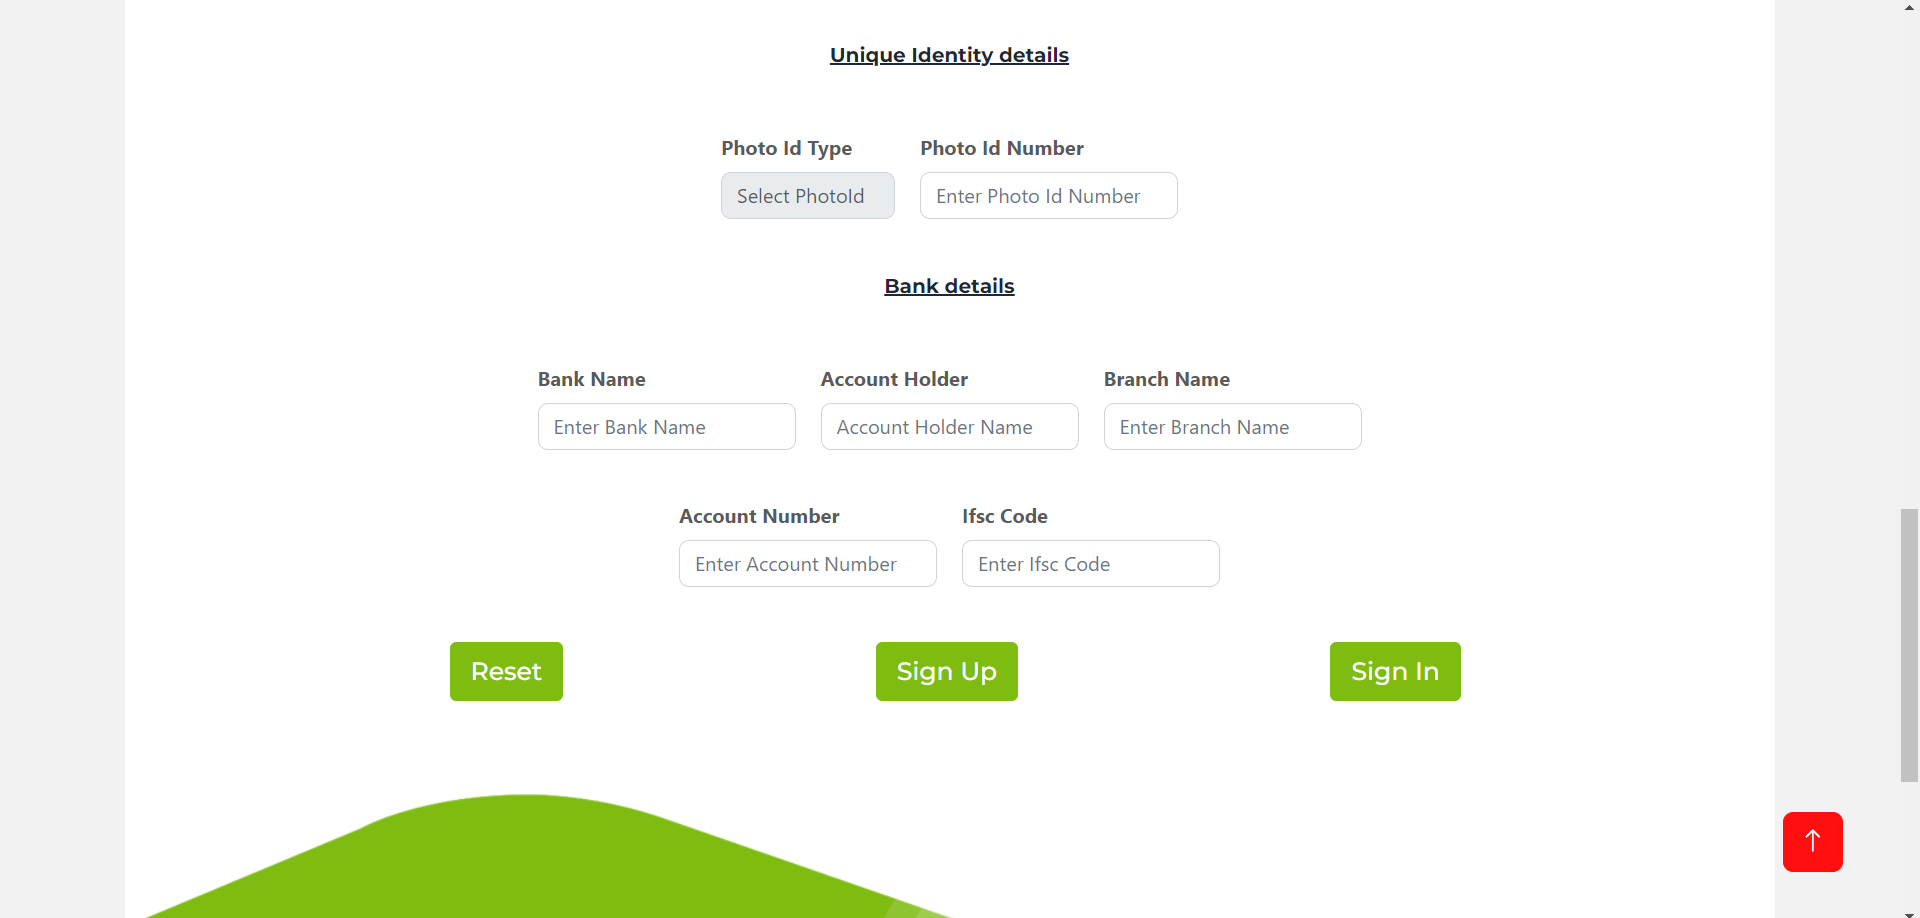 Unique Identity details
Photo Id Type Photo Id Number
Select PhotoId Enter Photo Id Number
Bank details
Bank Name Account Holder Branch Name
Enter Bank Name Account Holder Name Enter Branch Name
Account Number Ifsc Code
Enter Account Number Enter Ifsc Code
Reset Sign Up Sign In